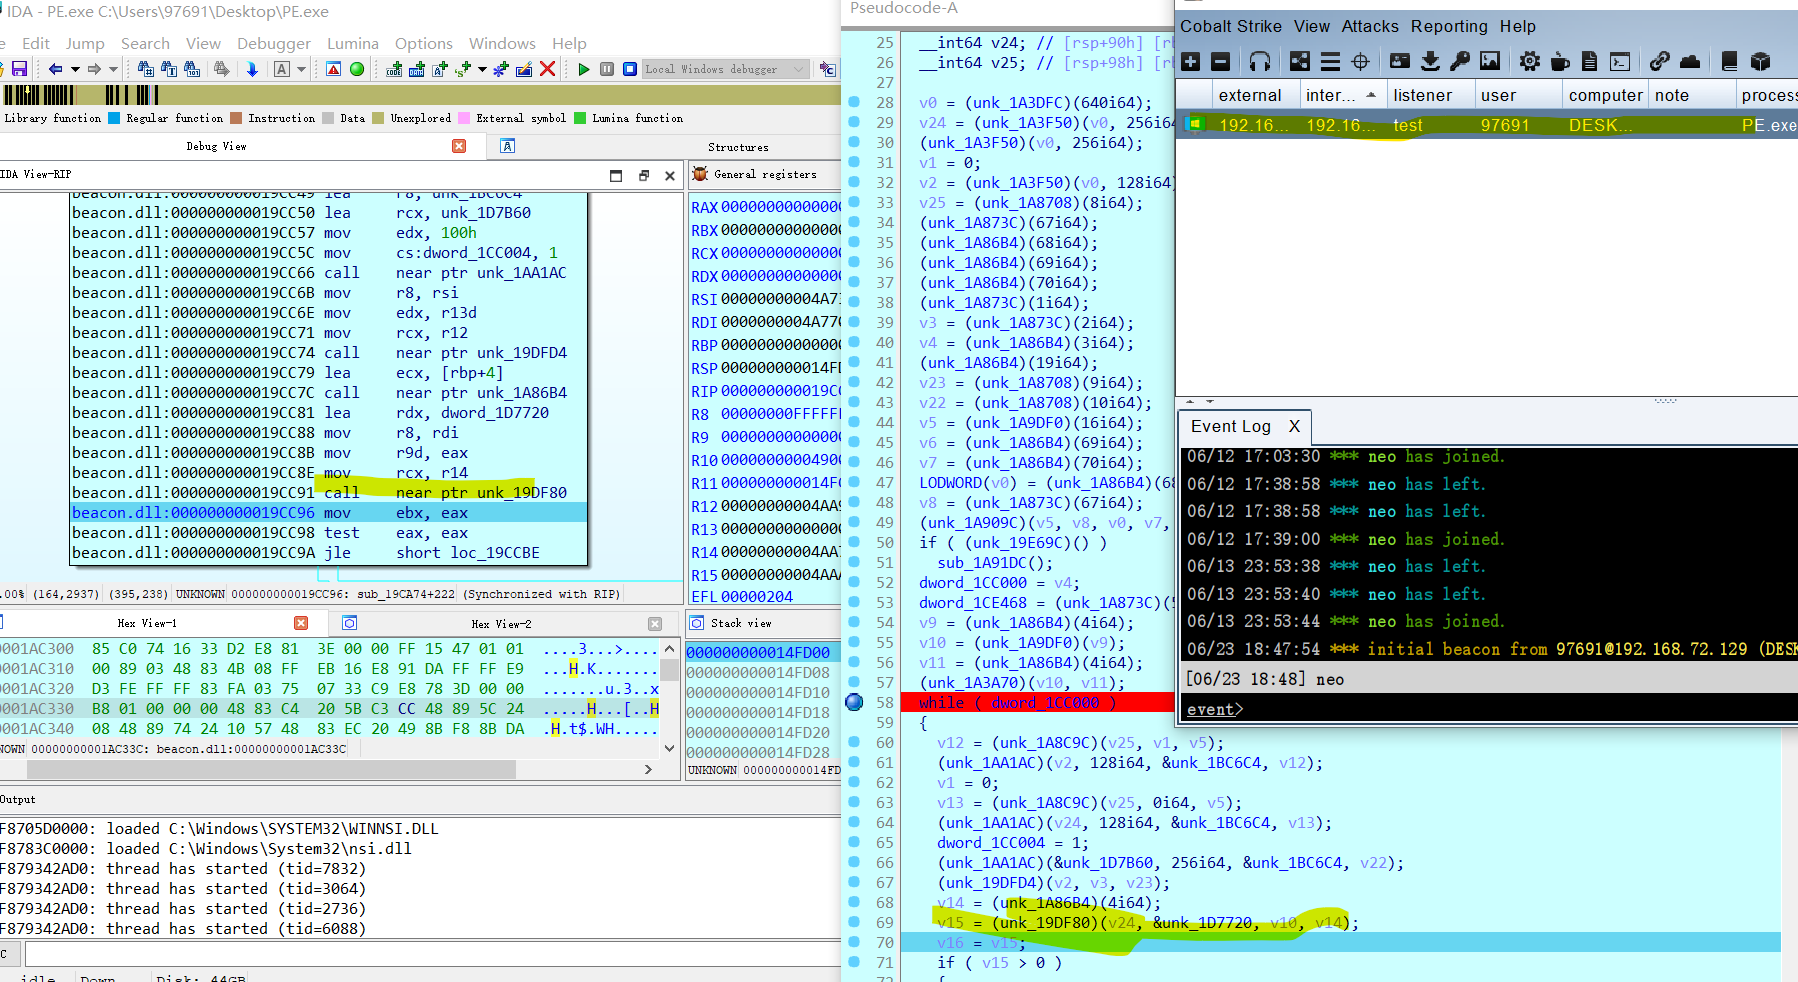 IDA - PE.exe C:\Users\97691\Desktop\PE.exe
Edit Jump Search View Debugger Lumina Options Windows Help
Local Windows debugger
Library function Regular function Instruction Data Unexplored External symbol Lumina function
Debug View
Structures
IDA View-RIP
beacon.dll:000000000019CC49 lea r8, unk_1BC6C4
beacon.dll:000000000019CC50 lea rcx, unk_1D7B60
beacon.dll:000000000019CC57 mov edx, 100h
beacon.dll:000000000019CC5C mov cs:dword_1CC004, 1
beacon.dll:000000000019CC66 call near ptr unk_1AA1AC
beacon.dll:000000000019CC6B mov r8, rsi
beacon.dll:000000000019CC6E mov edx, r13d
beacon.dll:000000000019CC71 mov rcx, r12
beacon.dll:000000000019CC74 call near ptr unk_19DFD4
beacon.dll:000000000019CC79 lea ecx, [rbp+4]
beacon.dll:000000000019CC7C call near ptr unk_1A86B4
beacon.dll:000000000019CC81 lea rdx, dword_1D7720
beacon.dll:000000000019CC88 mov r8, rdi
beacon.dll:000000000019CC8B mov r9d, eax
beacon.dll:000000000019CC8E mov rcx, r14
beacon.dll:000000000019CC91 call near ptr unk_19DF80
beacon.dll:000000000019CC96 mov ebx, eax
beacon.dll:000000000019CC98 test eax, eax
beacon.dll:000000000019CC9A jle short loc_19CCBE
.00% (164,2937) (395,238) UNKNOWN 000000000019CC96: sub_19CA74+222 (Synchronized with RIP)
General registers
RAX 000000000000000
RBX 000000000000000
RCX 000000000000000
RDX 000000000000000
RSI 00000000004A7
RDI 0000000004A77
RBP 000000000000000
RSP 000000000014F
RIP 000000000019C
R8 00000000FFFFF
R9 000000000000000
R10 0000000000490
R11 000000000014F
R12 00000000004AA
R13 000000000000000
R14 00000000004AA
R15 00000000004AA
EFL 00000204
Hex View-1
Hex View-2
0001AC300 85 C0 74 16 33 D2 E8 81 3E 00 00 FF 15 47 01 01 ....3...>....
0001AC310 00 89 03 48 83 4B 08 FF EB 16 E8 91 DA FF FF E9 ...H.K.......
0001AC320 D3 FE FF FF 83 FA 03 75 07 33 C9 E8 78 3D 00 00 .......u.3..x
0001AC330 B8 01 00 00 00 48 83 C4 20 5B C3 CC 48 89 5C 24 .....H...[..H
0001AC340 08 48 89 74 24 10 57 48 83 EC 20 49 8B F8 8B DA .H.t$.WH.....
NOWN 00000000001AC33C: beacon.dll:00000000001AC33C
Stack view
000000000014FD00
000000000014FD08
000000000014FD10
000000000014FD18
000000000014FD20
000000000014FD28
UNKNOWN 000000000014FD
Output
F8705D0000: loaded C:\Windows\SYSTEM32\WINNSI.DLL
F8783C0000: loaded C:\Windows\System32\nsi.dll
F879342AD0: thread has started (tid=7832)
F879342AD0: thread has started (tid=3064)
F879342AD0: thread has started (tid=2736)
F879342AD0: thread has started (tid=6088)
C
idle Down Disk: 44GB
Pseudocode-A
25 __int64 v24; // [rsp+90h]
26 __int64 v25; // [rsp+98h]
27
28 v0 = (unk_1A3DFC)(640i64);
29 v24 = (unk_1A3F50)(v0, 256i64
30 (unk_1A3F50)(v0, 256i64);
31 v1 = 0;
32 v2 = (unk_1A3F50)(v0, 128i64)
33 v25 = (unk_1A8708)(8i64);
34 (unk_1A873C)(67i64);
35 (unk_1A86B4)(68i64);
36 (unk_1A86B4)(69i64);
37 (unk_1A86B4)(70i64);
38 (unk_1A873C)(1i64);
39 v3 = (unk_1A873C)(2i64);
40 v4 = (unk_1A86B4)(3i64);
41 (unk_1A86B4)(19i64);
42 v23 = (unk_1A8708)(9i64);
43 v22 = (unk_1A8708)(10i64);
44 v5 = (unk_1A9DF0)(16i64);
45 v6 = (unk_1A86B4)(69i64);
46 v7 = (unk_1A86B4)(70i64);
47 LODWORD(v0) = (unk_1A86B4)(68
48 v8 = (unk_1A873C)(67i64);
49 (unk_1A909C)(v5, v8, v0, v7,
50 if ( (unk_19E69C)() )
51 sub_1A91DC();
52 dword_1CC000 = v4;
53 dword_1CE468 = (unk_1A873C)(
54 v9 = (unk_1A86B4)(4i64);
55 v10 = (unk_1A9DF0)(v9);
56 v11 = (unk_1A86B4)(4i64);
57 (unk_1A3A70)(v10, v11);
58 while ( dword_1CC000 )
59 {
60 v12 = (unk_1A8C9C)(v25, v1, v5);
61 (unk_1AA1AC)(v2, 128i64, &unk_1BC6C4, v12);
62 v1 = 0;
63 v13 = (unk_1A8C9C)(v25, 0i64, v5);
64 (unk_1AA1AC)(v24, 128i64, &unk_1BC6C4, v13);
65 dword_1CC004 = 1;
66 (unk_1AA1AC)(&unk_1D7B60, 256i64, &unk_1BC6C4, v22);
67 (unk_19DFD4)(v2, v3, v23);
68 v14 = (unk_1A86B4)(4i64);
69 v15 = (unk_19DF80)(v24, &unk_1D7720, v10, v14);
70 v16 = v15;
71 if ( v15 > 0 )
72 {
Cobalt Strike View Attacks Reporting Help
external inter... listener user computer note process
192.16... 192.16... test 97691 DESK... PE.exe
Event Log X
06/12 17:03:30 *** neo has joined.
06/12 17:38:58 *** neo has left.
06/12 17:38:58 *** neo has left.
06/12 17:39:00 *** neo has joined.
06/13 23:53:38 *** neo has left.
06/13 23:53:40 *** neo has left.
06/13 23:53:44 *** neo has joined.
06/23 18:47:54 *** initial beacon from 97691@192.168.72.129 (DESK
[06/23 18:48] neo
event>